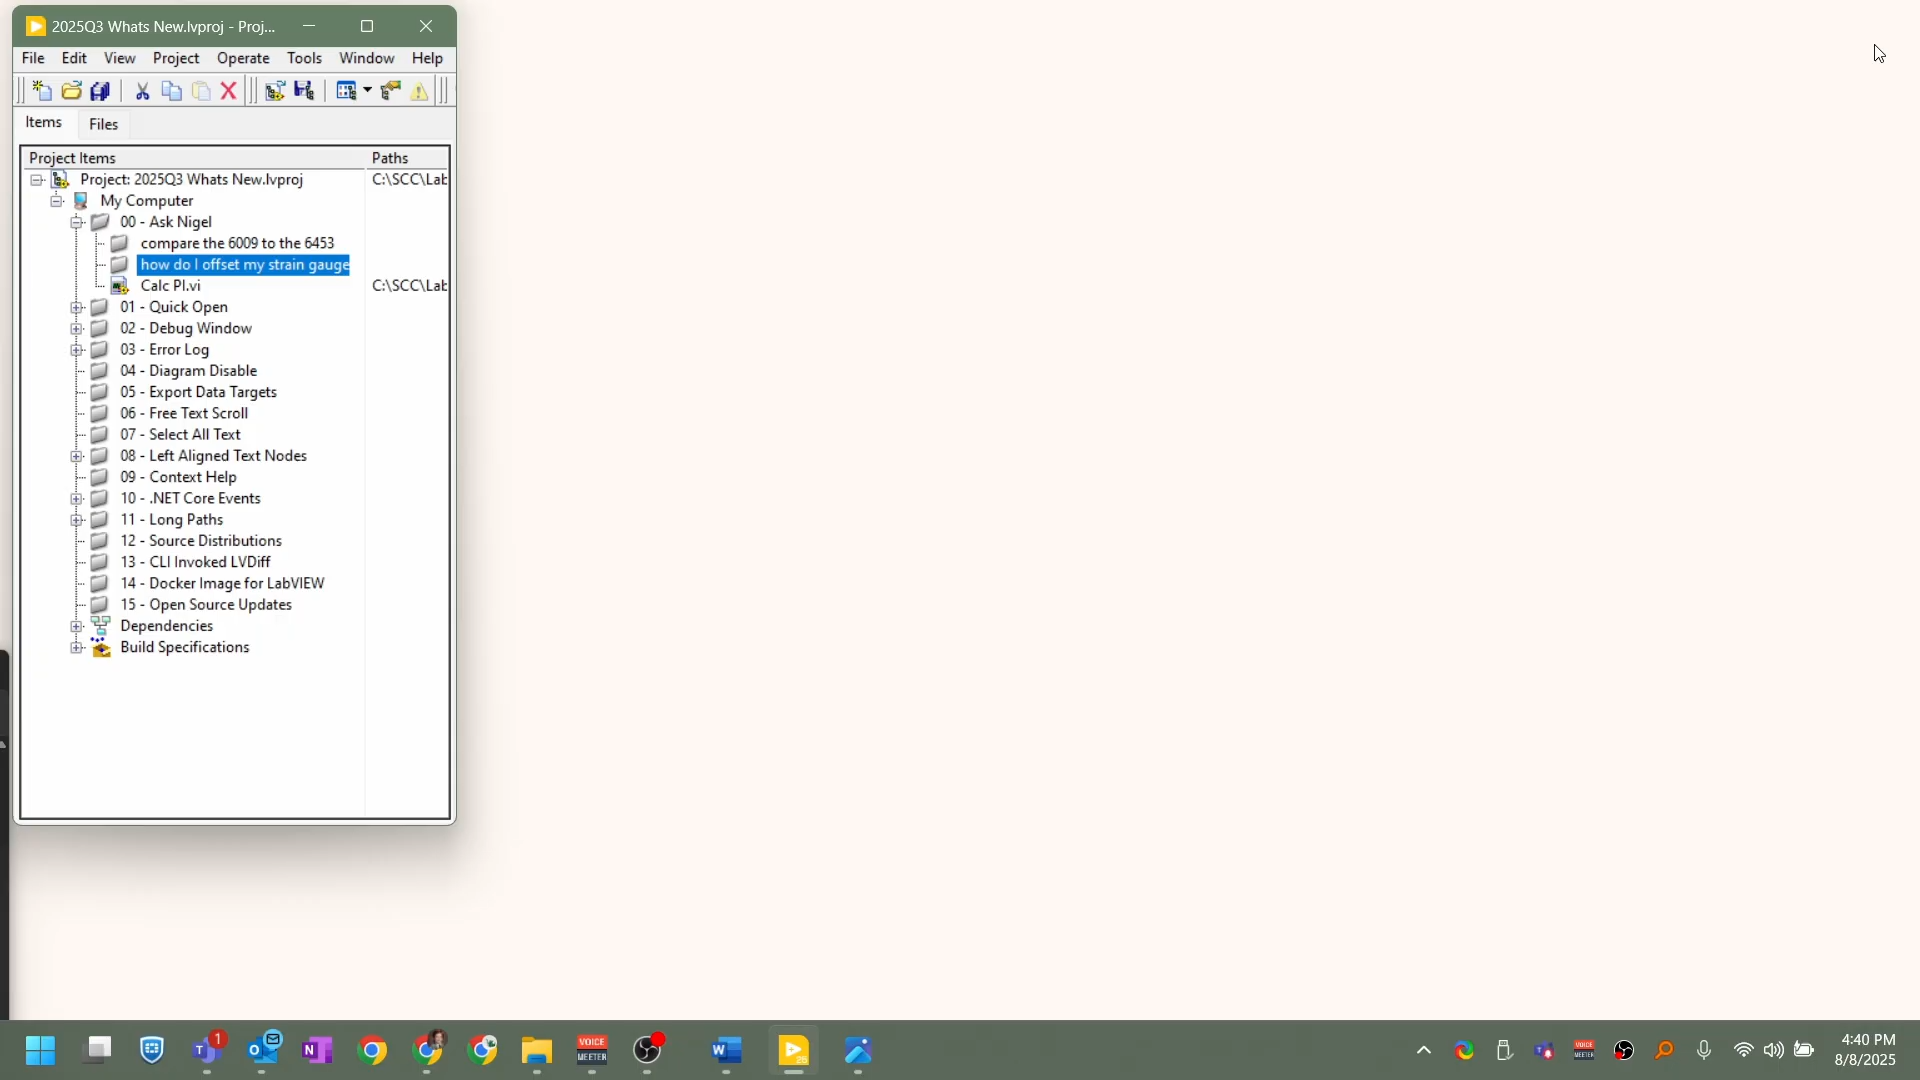 2025Q3 Whats New.lvproj - Proj...
File Edit View Project Operate Tools Window Help
Items Files
Project Items Paths
Project: 2025Q3 Whats New.lvproj C:\SCC\Lab
My Computer
00 - Ask Nigel
compare the 6009 to the 6453
how do I offset my strain gauge
Calc PI.vi C:\SCC\Lab
01 - Quick Open
02 - Debug Window
03 - Error Log
04 - Diagram Disable
05 - Export Data Targets
06 - Free Text Scroll
07 - Select All Text
08 - Left Aligned Text Nodes
09 - Context Help
10 - .NET Core Events
11 - Long Paths
12 - Source Distributions
13 - CLI Invoked LVDiff
14 - Docker Image for LabVIEW
15 - Open Source Updates
Dependencies
Build Specifications
1
VOICE
MEETER
4:40 PM
8/8/2025